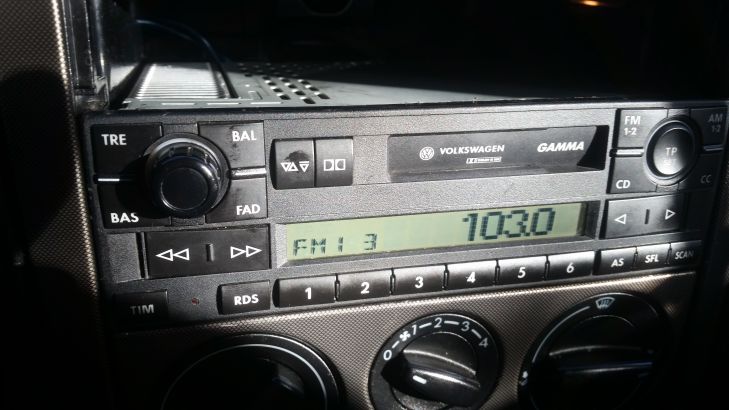 TRE BAL
BAS FAD
VOLKSWAGEN GAMMA
FM 1-2
AM 1-2
TP
CD CC
FM1 3 103.0
TIM RDS 1 2 3 4 5 6 AS SFL SCAN
0 1 2 3 4